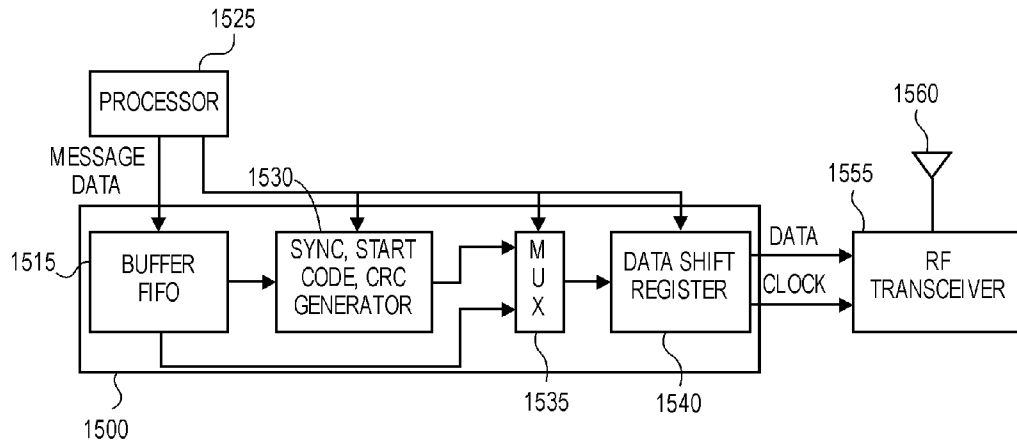 1525
PROCESSOR
MESSAGE
DATA
1530
1560
1555
1515
BUFFER
FIFO
SYNC, START
CODE, CRC
GENERATOR
M
U
X
DATA SHIFT
REGISTER
DATA
CLOCK
RF
TRANSCEIVER
1500
1535
1540